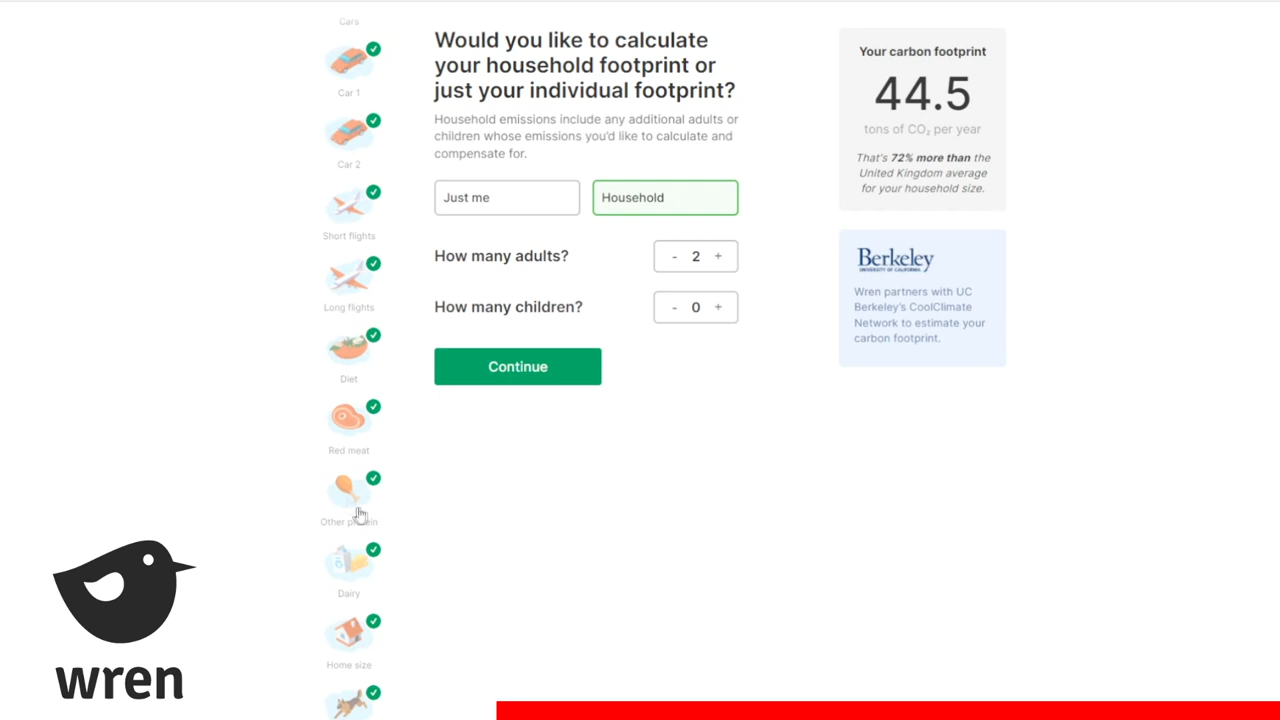 Cars
Car 1
Car 2
Short flights
Long flights
Diet
Red meat
Other protein
Dairy
Home size
Would you like to calculate
your household footprint or
just your individual footprint?
Household emissions include any additional adults or
children whose emissions you'd like to calculate and
compensate for.
Just me
Household
How many adults?
- 2 +
How many children?
- 0 +
Continue
Your carbon footprint
44.5
tons of CO₂ per year
That's 72% more than the
United Kingdom average
for your household size.
Berkeley
UNIVERSITY OF CALIFORNIA
Wren partners with UC
Berkeley's CoolClimate
Network to estimate your
carbon footprint.
wren